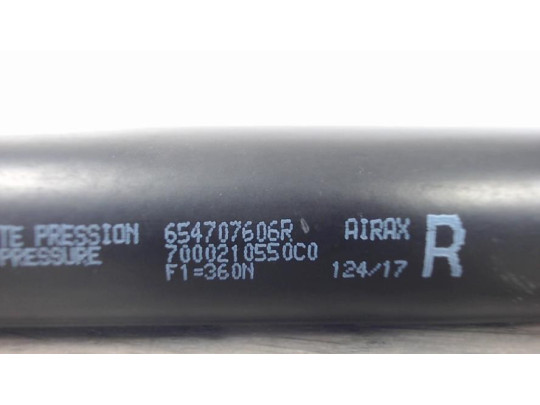 TE PRESSION 654707606R AIRAX R
PRESSURE 7000210550C0
F1=360N 124/17